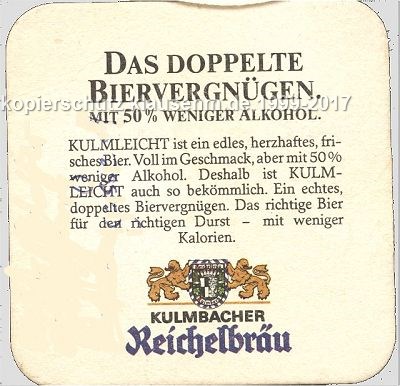 DAS DOPPELTE
BIERVERGNÜGEN.
kopierschutz-klausehm.de 1999-2017
MIT 50% WENIGER ALKOHOL.
KULMLEICHT ist ein edles, herzhaftes, fri-
sches Bier. Voll im Geschmack, aber mit 50%
weniger Alkohol. Deshalb ist KULM-
LEICHT auch so bekömmlich. Ein echtes,
doppeltes Biervergnügen. Das richtige Bier
für den richtigen Durst – mit weniger
Kalorien.
KULMBACHER
Reichelbräu